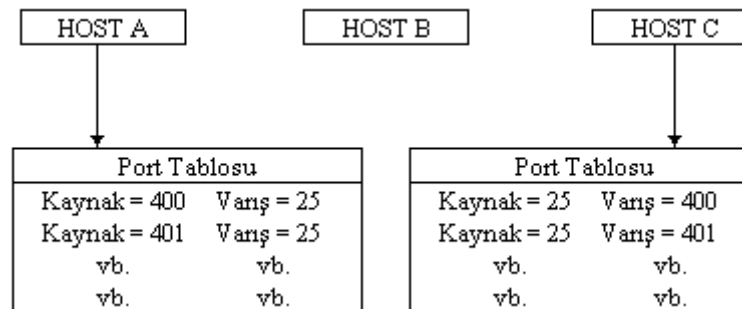 HOST A HOST B HOST C
Port Tablosu Port Tablosu
Kaynak = 400 Varış = 25 Kaynak = 25 Varış = 400
Kaynak = 401 Varış = 25 Kaynak = 25 Varış = 401
vb. vb. vb. vb.
vb. vb. vb. vb.